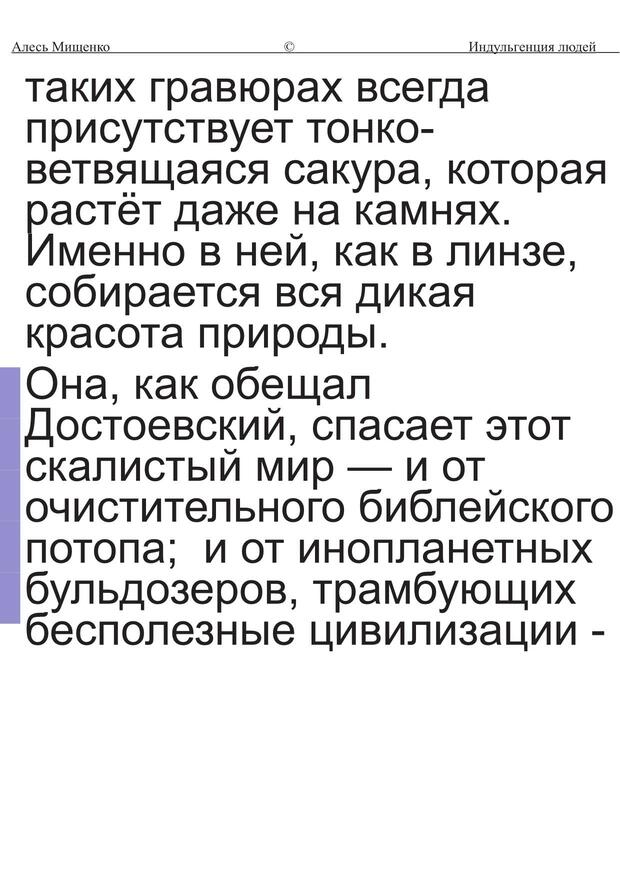 Алесь Мищенко © Индульгенция людей
таких гравюрах всегда
присутствует тонко-
ветвящаяся сакура, которая
растёт даже на камнях.
Именно в ней, как в линзе,
собирается вся дикая
красота природы.
Она, как обещал
Достоевский, спасает этот
скалистый мир — и от
очистительного библейского
потопа;  и от инопланетных
бульдозеров, трамбующих
бесполезные цивилизации -